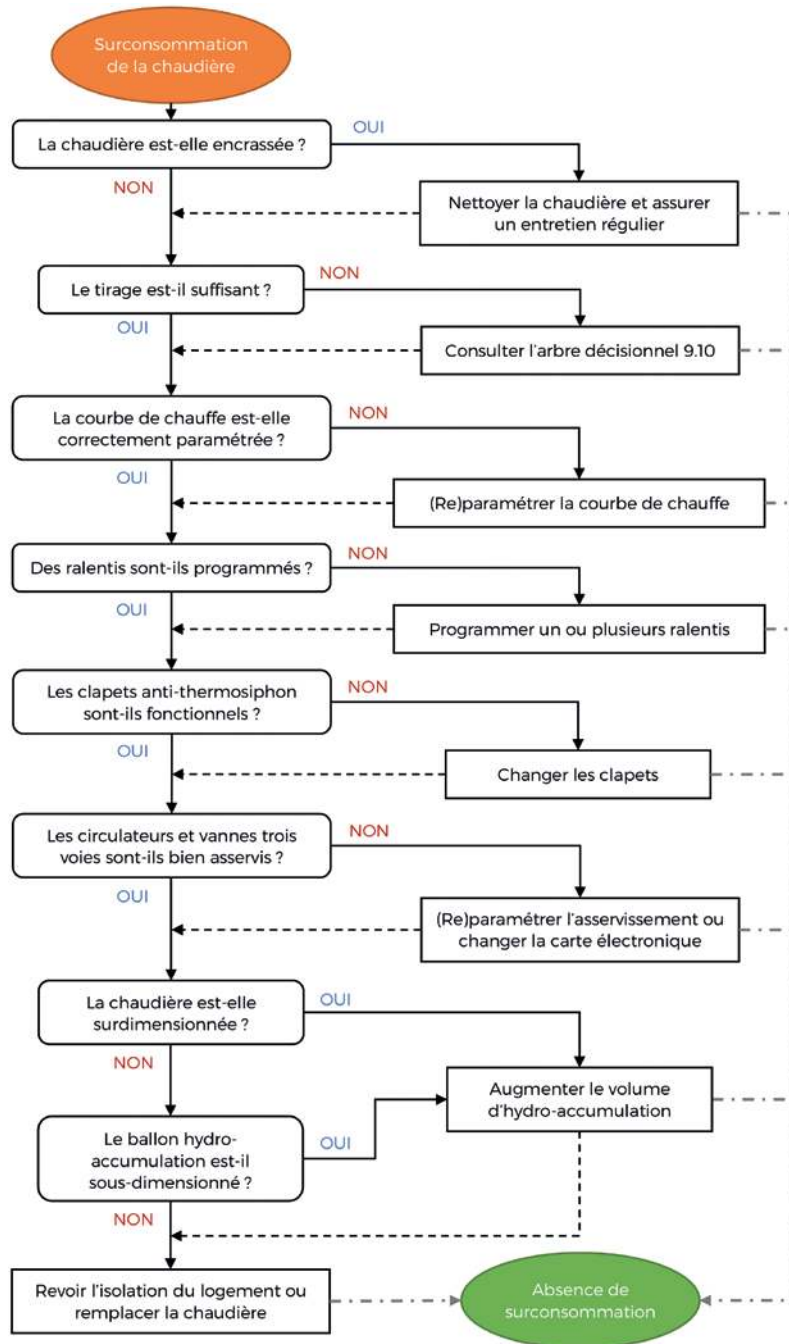 Surconsommation
de la chaudière
La chaudière est-elle encrassée ?
OUI
NON
Nettoyer la chaudière et assurer
un entretien régulier
Le tirage est-il suffisant ?
NON
OUI
Consulter l'arbre décisionnel 9.10
La courbe de chauffe est-elle
correctement paramétrée ?
NON
OUI
(Re)paramétrer la courbe de chauffe
Des ralentis sont-ils programmés ?
NON
OUI
Programmer un ou plusieurs ralentis
Les clapets anti-thermosiphon
sont-ils fonctionnels ?
NON
OUI
Changer les clapets
Les circulateurs et vannes trois
voies sont-ils bien asservis ?
NON
OUI
(Re)paramétrer l'asservissement ou
changer la carte électronique
La chaudière est-elle
surdimensionnée ?
OUI
NON
Augmenter le volume
d'hydro-accumulation
Le ballon hydro-
accumulation est-il
sous-dimensionné ?
OUI
NON
Revoir l'isolation du logement ou
remplacer la chaudière
Absence de
surconsommation